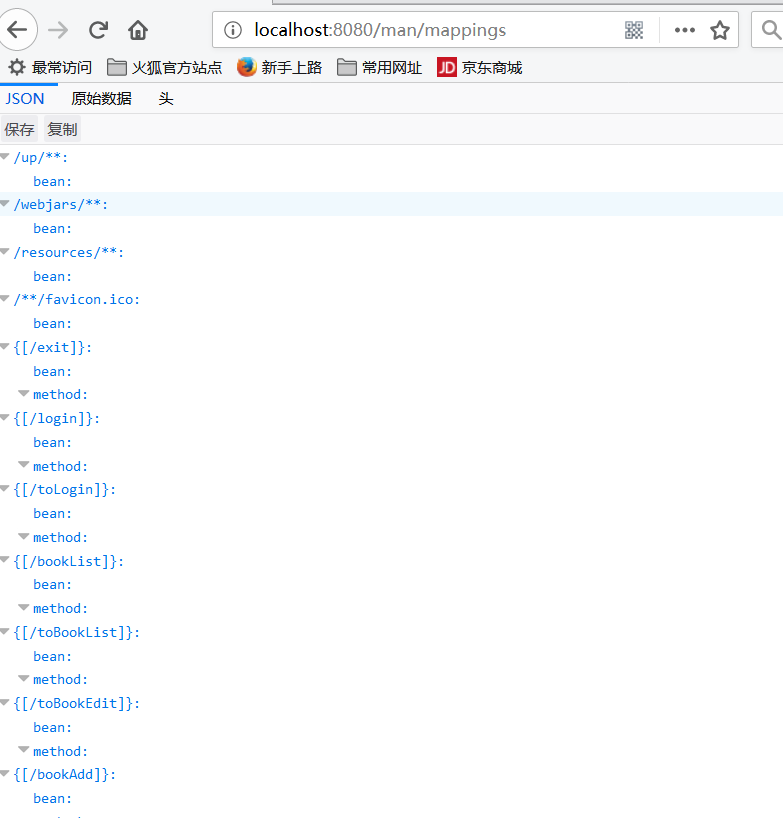 localhost:8080/man/mappings
最常访问 火狐官方站点 新手上路 常用网址 JD 京东商城
JSON 原始数据 头
保存 复制
/up/**:
bean:
/webjars/**:
bean:
/resources/**:
bean:
/**/favicon.ico:
bean:
{[/exit]}:
bean:
method:
{[/login]}:
bean:
method:
{[/toLogin]}:
bean:
method:
{[/bookList]}:
bean:
method:
{[/toBookList]}:
bean:
method:
{[/toBookEdit]}:
bean:
method:
{[/bookAdd]}:
bean: